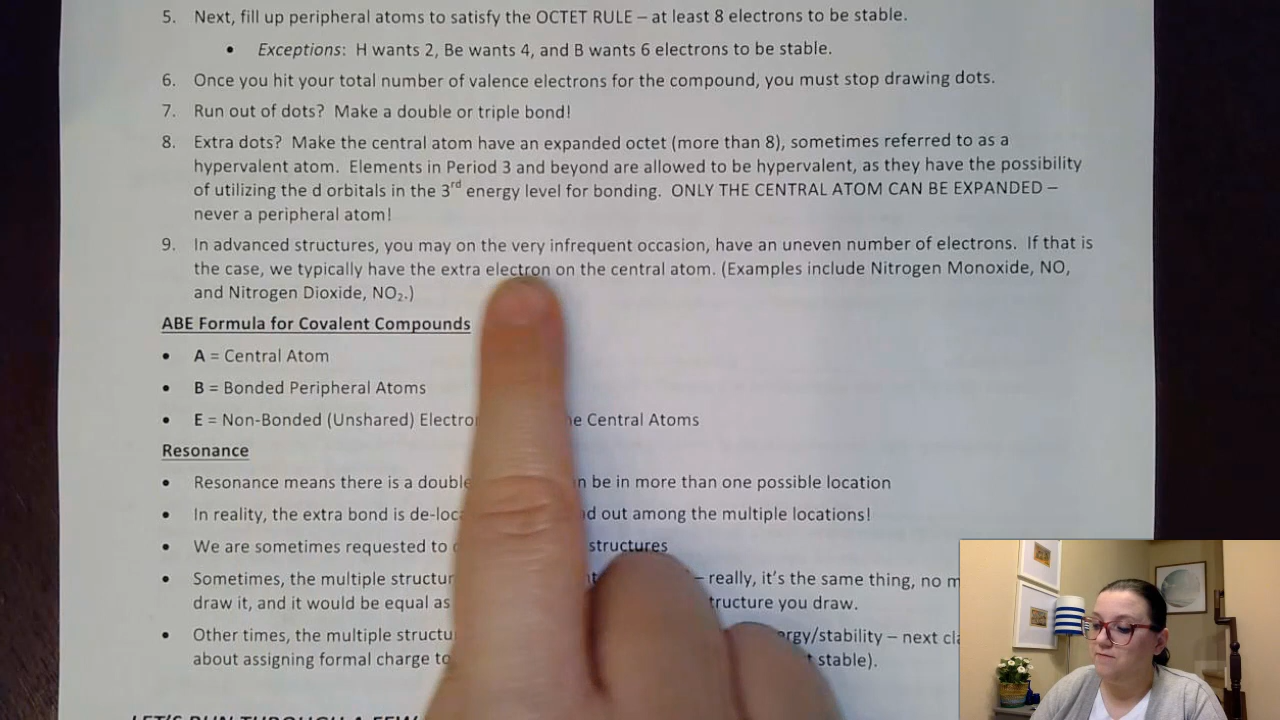 5. Next, fill up peripheral atoms to satisfy the OCTET RULE – at least 8 electrons to be stable.
• Exceptions: H wants 2, Be wants 4, and B wants 6 electrons to be stable.
6. Once you hit your total number of valence electrons for the compound, you must stop drawing dots.
7. Run out of dots? Make a double or triple bond!
8. Extra dots? Make the central atom have an expanded octet (more than 8), sometimes referred to as a
hypervalent atom. Elements in Period 3 and beyond are allowed to be hypervalent, as they have the possibility
of utilizing the d orbitals in the 3rd energy level for bonding. ONLY THE CENTRAL ATOM CAN BE EXPANDED –
never a peripheral atom!
9. In advanced structures, you may on the very infrequent occasion, have an uneven number of electrons. If that is
the case, we typically have the extra electron on the central atom. (Examples include Nitrogen Monoxide, NO,
and Nitrogen Dioxide, NO₂.)
ABE Formula for Covalent Compounds
• A = Central Atom
• B = Bonded Peripheral Atoms
• E = Non-Bonded (Unshared) Central Atoms
Resonance
• Resonance means there is a double be in more than one possible location
• In reality, the extra bond is out among the multiple locations!
• We are sometimes requested to structures
• Sometimes, the multiple – really, it's the same thing, no
draw it, and it would be equal as you draw.
• Other times, the multiple – next
about assigning formal charge stable).